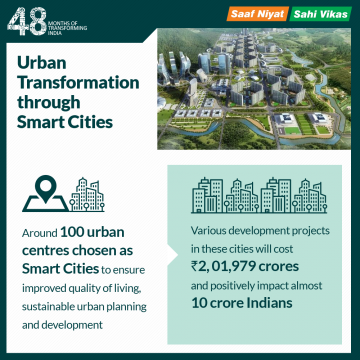 48 MONTHS OF
TRANSFORMING
INDIA
Saaf Niyat Sahi Vikas
Urban
Transformation
through
Smart Cities
Around 100 urban
centres chosen as
Smart Cities to ensure
improved quality of living,
sustainable urban planning
and development
Various development projects
in these cities will cost
₹2, 01,979 crores
and positively impact almost
10 crore Indians